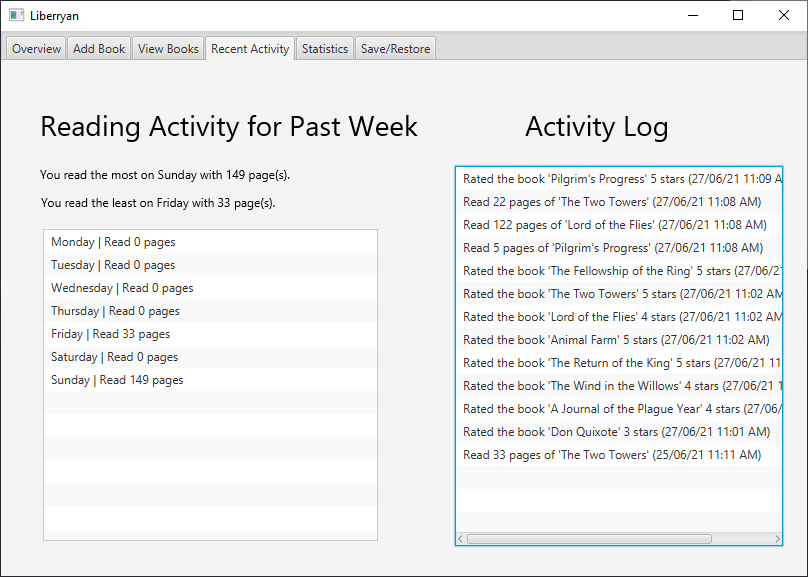 Liberryan
Overview Add Book View Books Recent Activity Statistics Save/Restore
Reading Activity for Past Week
You read the most on Sunday with 149 page(s).
You read the least on Friday with 33 page(s).
Monday | Read 0 pages
Tuesday | Read 0 pages
Wednesday | Read 0 pages
Thursday | Read 0 pages
Friday | Read 33 pages
Saturday | Read 0 pages
Sunday | Read 149 pages
Activity Log
Rated the book 'Pilgrim's Progress' 5 stars (27/06/21 11:09 A
Read 22 pages of 'The Two Towers' (27/06/21 11:08 AM)
Read 122 pages of 'Lord of the Flies' (27/06/21 11:08 AM)
Read 5 pages of 'Pilgrim's Progress' (27/06/21 11:08 AM)
Rated the book 'The Fellowship of the Ring' 5 stars (27/06/21
Rated the book 'The Two Towers' 5 stars (27/06/21 11:02 AM
Rated the book 'Lord of the Flies' 4 stars (27/06/21 11:02 AM
Rated the book 'Animal Farm' 5 stars (27/06/21 11:02 AM)
Rated the book 'The Return of the King' 5 stars (27/06/21 11
Rated the book 'The Wind in the Willows' 4 stars (27/06/21 1
Rated the book 'A Journal of the Plague Year' 4 stars (27/06/
Rated the book 'Don Quixote' 3 stars (27/06/21 11:01 AM)
Read 33 pages of 'The Two Towers' (25/06/21 11:11 AM)